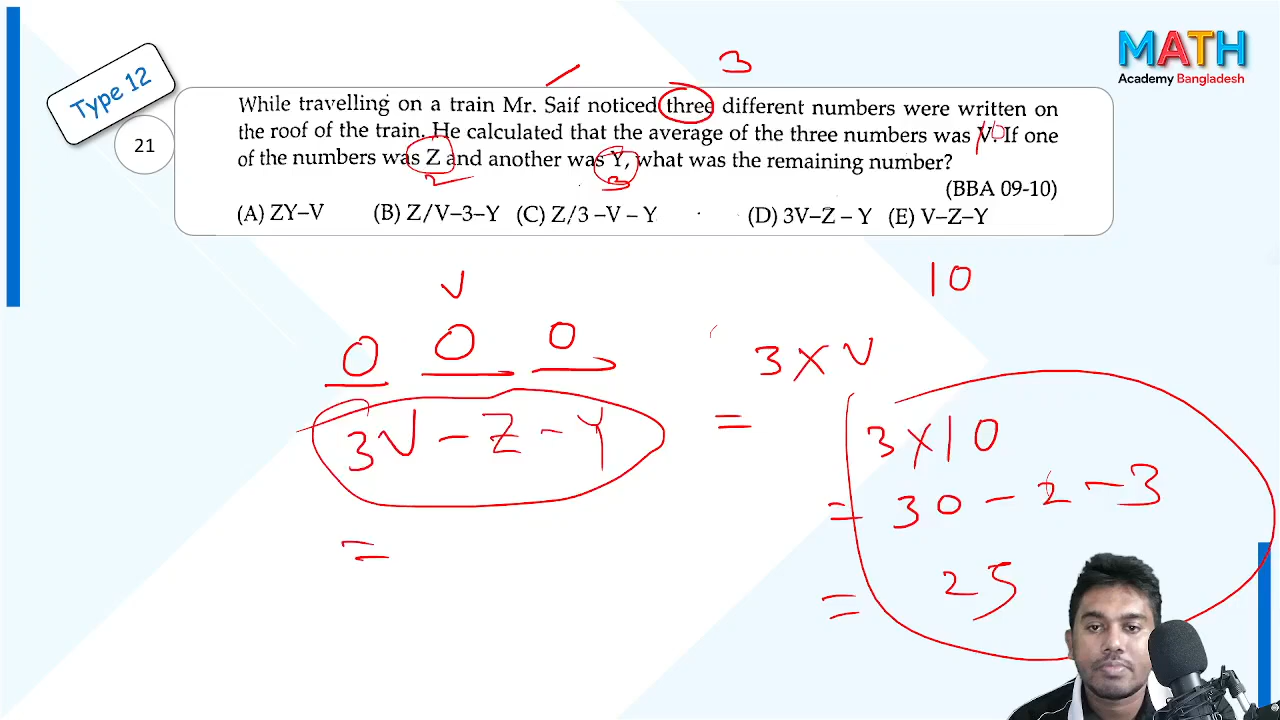 MATH
Academy Bangladesh
Type 12
21
3
While travelling on a train Mr. Saif noticed three different numbers were written on
the roof of the train. He calculated that the average of the three numbers was V. If one
10
of the numbers was Z and another was Y, what was the remaining number?
2
3
(BBA 09-10)
(A) ZY–V (B) Z/V–3–Y (C) Z/3 –V – Y (D) 3V–Z – Y (E) V–Z–Y
V
10
0 0 0
3 × V
3V – Z – Y
=
3 × 10
= 30 – 2 – 3
=
= 25